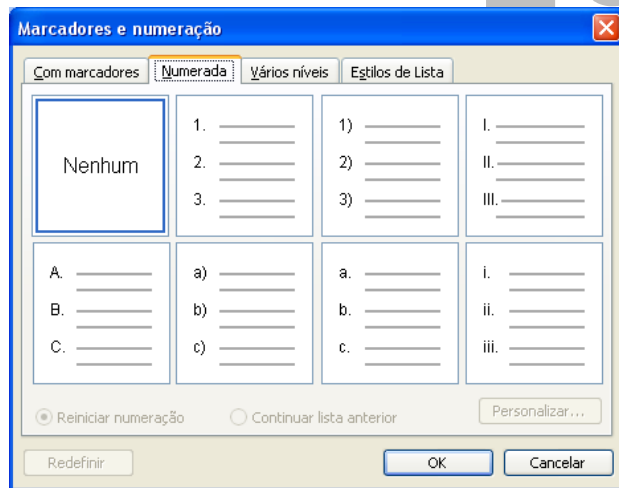 Marcadores e numeração
Com marcadores Numerada Vários níveis Estilos de Lista
Nenhum
1.
2.
3.
1)
2)
3)
I.
II.
III.
A.
B.
C.
a)
b)
c)
a.
b.
c.
i.
ii.
iii.
Reiniciar numeração Continuar lista anterior Personalizar...
Redefinir OK Cancelar